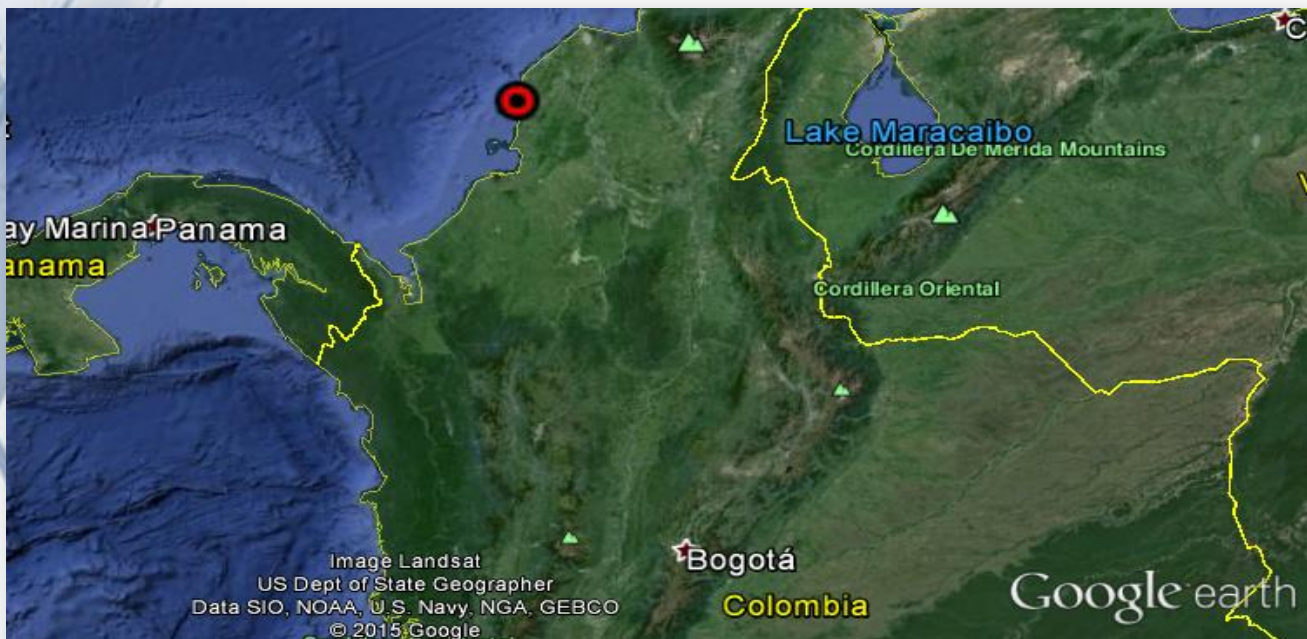 C
Lake Maracaibo
Cordillera De Merida Mountains
ay Marina
Panama
anama
Cordillera Oriental
Bogotá
Image Landsat
US Dept of State Geographer
Data SIO, NOAA, U.S. Navy, NGA, GEBCO
© 2015 Google
Colombia
Google earth